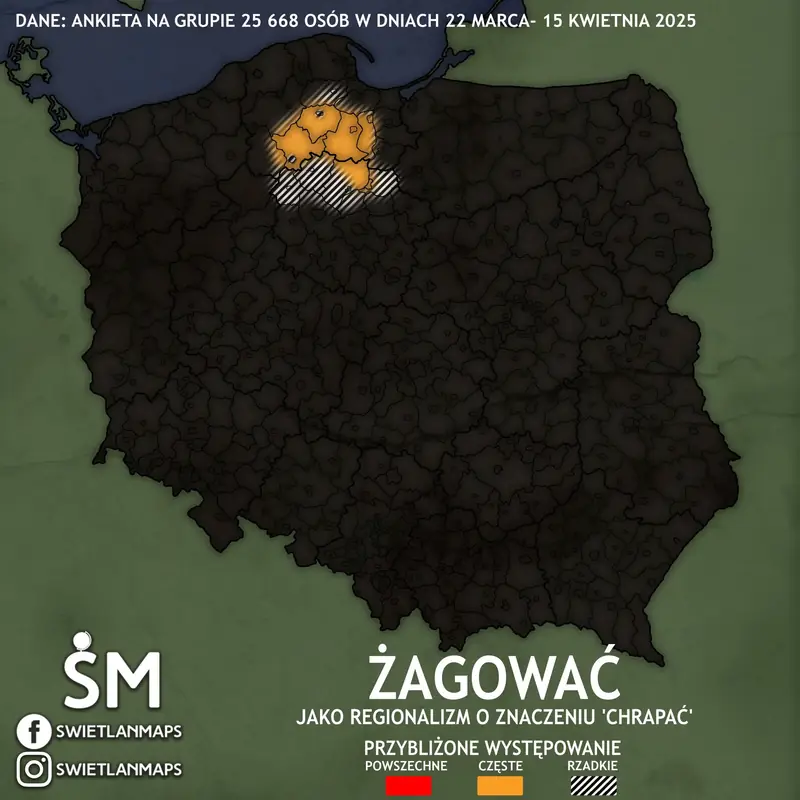 DANE: ANKIETA NA GRUPIE 25 668 OSÓB W DNIACH 22 MARCA- 15 KWIETNIA 2025
ŚM
SWIETLANMAPS
SWIETLANMAPS
ŻAGOWAĆ
JAKO REGIONALIZM O ZNACZENIU 'CHRAPAĆ'
PRZYBLIŻONE WYSTĘPOWANIE
POWSZECHNE CZĘSTE RZADKIE